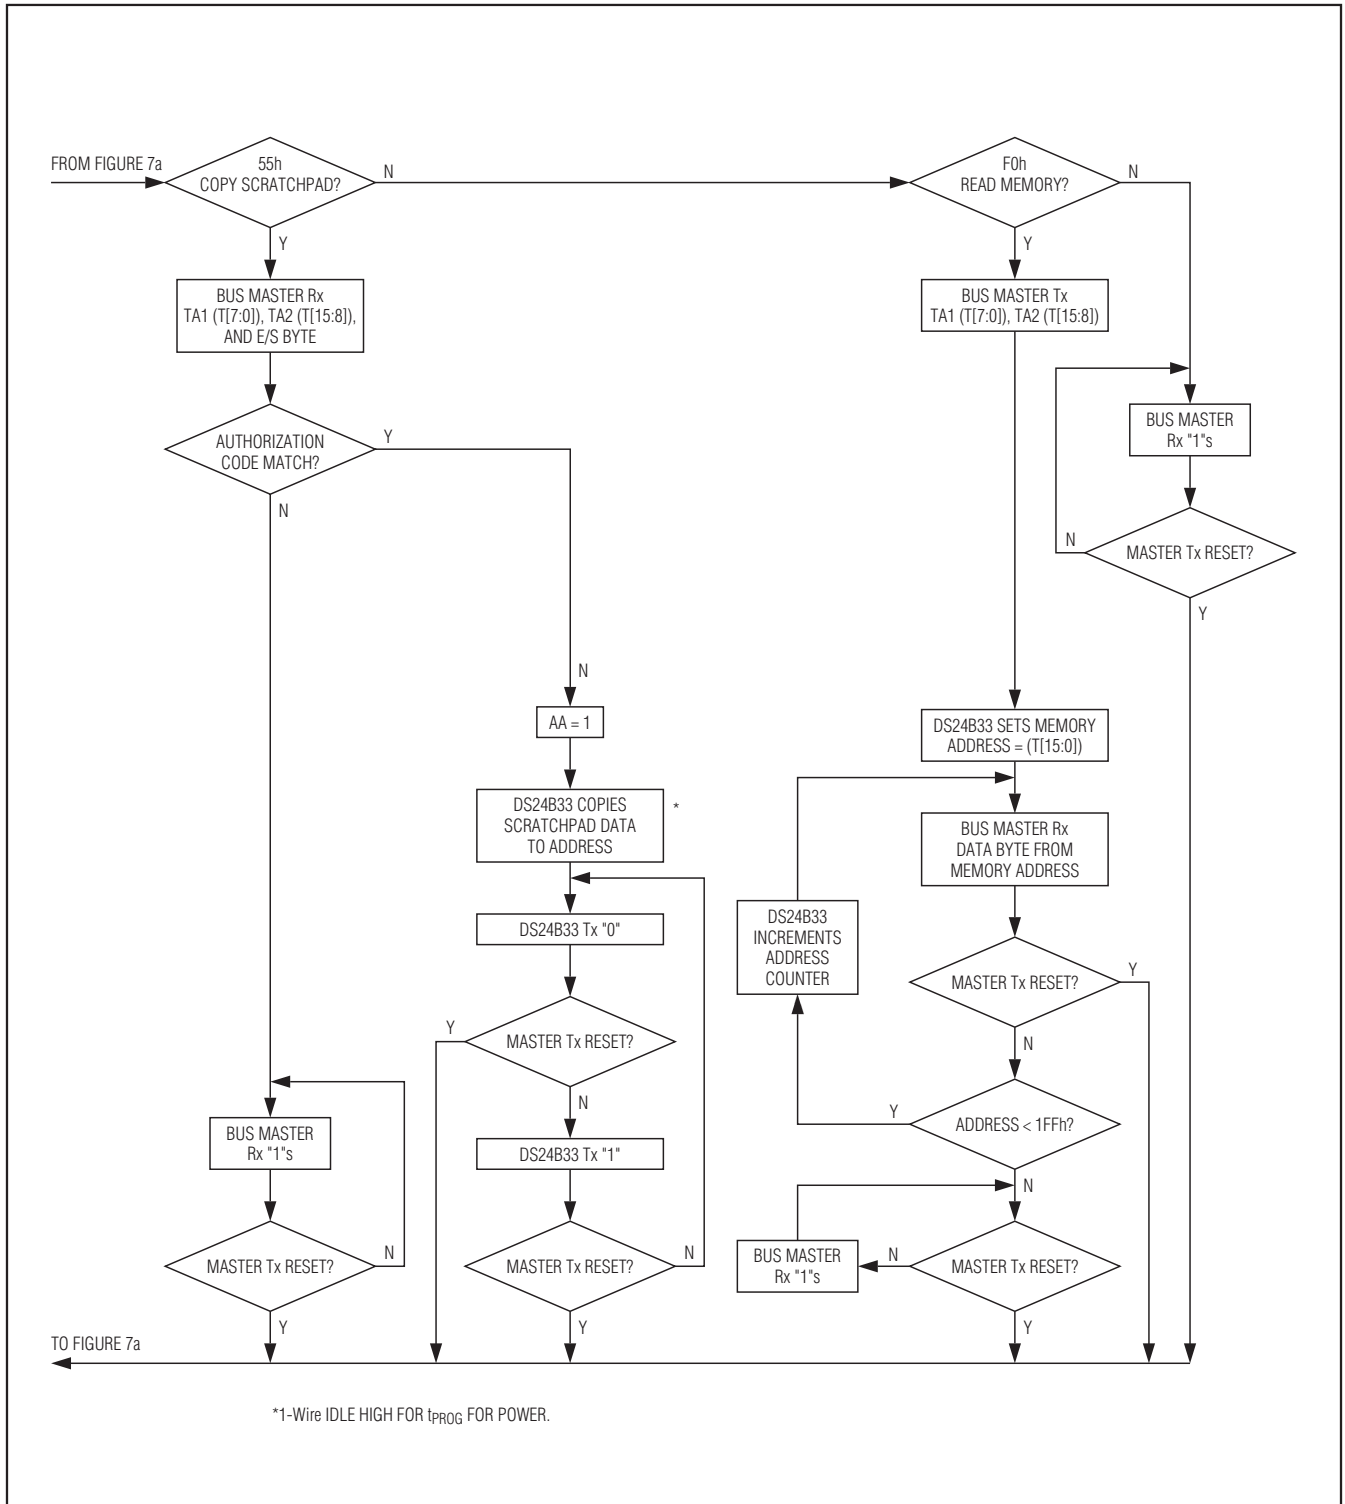 FROM FIGURE 7a
55h
COPY SCRATCHPAD?
N
Y
F0h
READ MEMORY?
N
Y
BUS MASTER Rx
TA1 (T[7:0]), TA2 (T[15:8]),
AND E/S BYTE
BUS MASTER Tx
TA1 (T[7:0]), TA2 (T[15:8])
AUTHORIZATION
CODE MATCH?
Y
N
BUS MASTER
Rx "1"s
MASTER Tx RESET?
N
Y
N
AA = 1
DS24B33 COPIES
SCRATCHPAD DATA
TO ADDRESS
*
DS24B33 Tx "0"
MASTER Tx RESET?
Y
N
DS24B33 Tx "1"
MASTER Tx RESET?
N
Y
BUS MASTER
Rx "1"s
MASTER Tx RESET?
N
Y
DS24B33 SETS MEMORY
ADDRESS = (T[15:0])
BUS MASTER Rx
DATA BYTE FROM
MEMORY ADDRESS
DS24B33
INCREMENTS
ADDRESS
COUNTER
MASTER Tx RESET?
Y
N
ADDRESS < 1FFh?
Y
N
BUS MASTER
Rx "1"s
N
MASTER Tx RESET?
Y
TO FIGURE 7a
*1-Wire IDLE HIGH FOR tPROG FOR POWER.